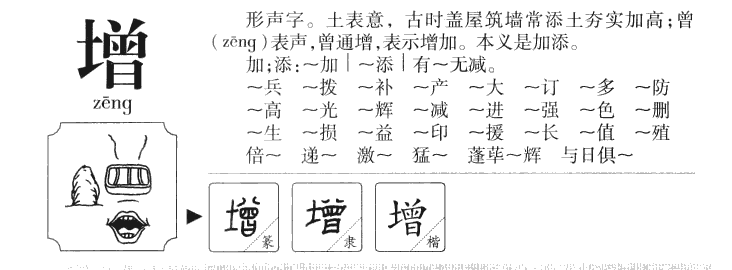 增
zēng
形声字。土表意，古时盖屋筑墙常添土夯实加高；曾
（zēng）表声，曾通增，表示增加。本义是加添。
加；添：～加｜～添｜有～无减。
～兵 ～拨 ～补 ～产 ～大 ～订 ～多 ～防
～高 ～光 ～辉 ～减 ～进 ～强 ～色 ～删
～生 ～损 ～益 ～印 ～援 ～长 ～值 ～殖
倍～ 递～ 激～ 猛～ 蓬荜～辉 与日俱～
增 篆 增 隶 增 楷